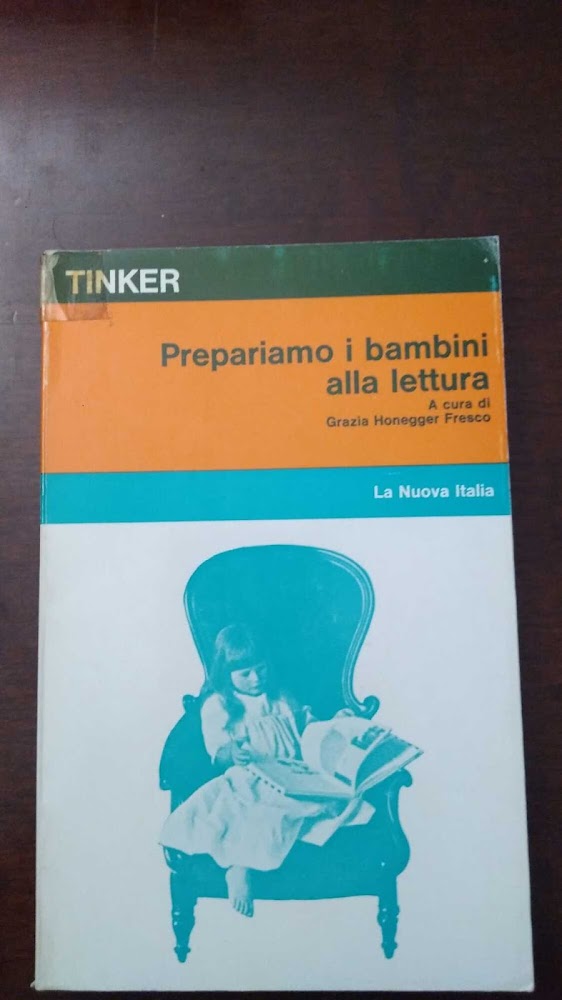 TINKER
Prepariamo i bambini
alla lettura
A cura di
Grazia Honegger Fresco
La Nuova Italia